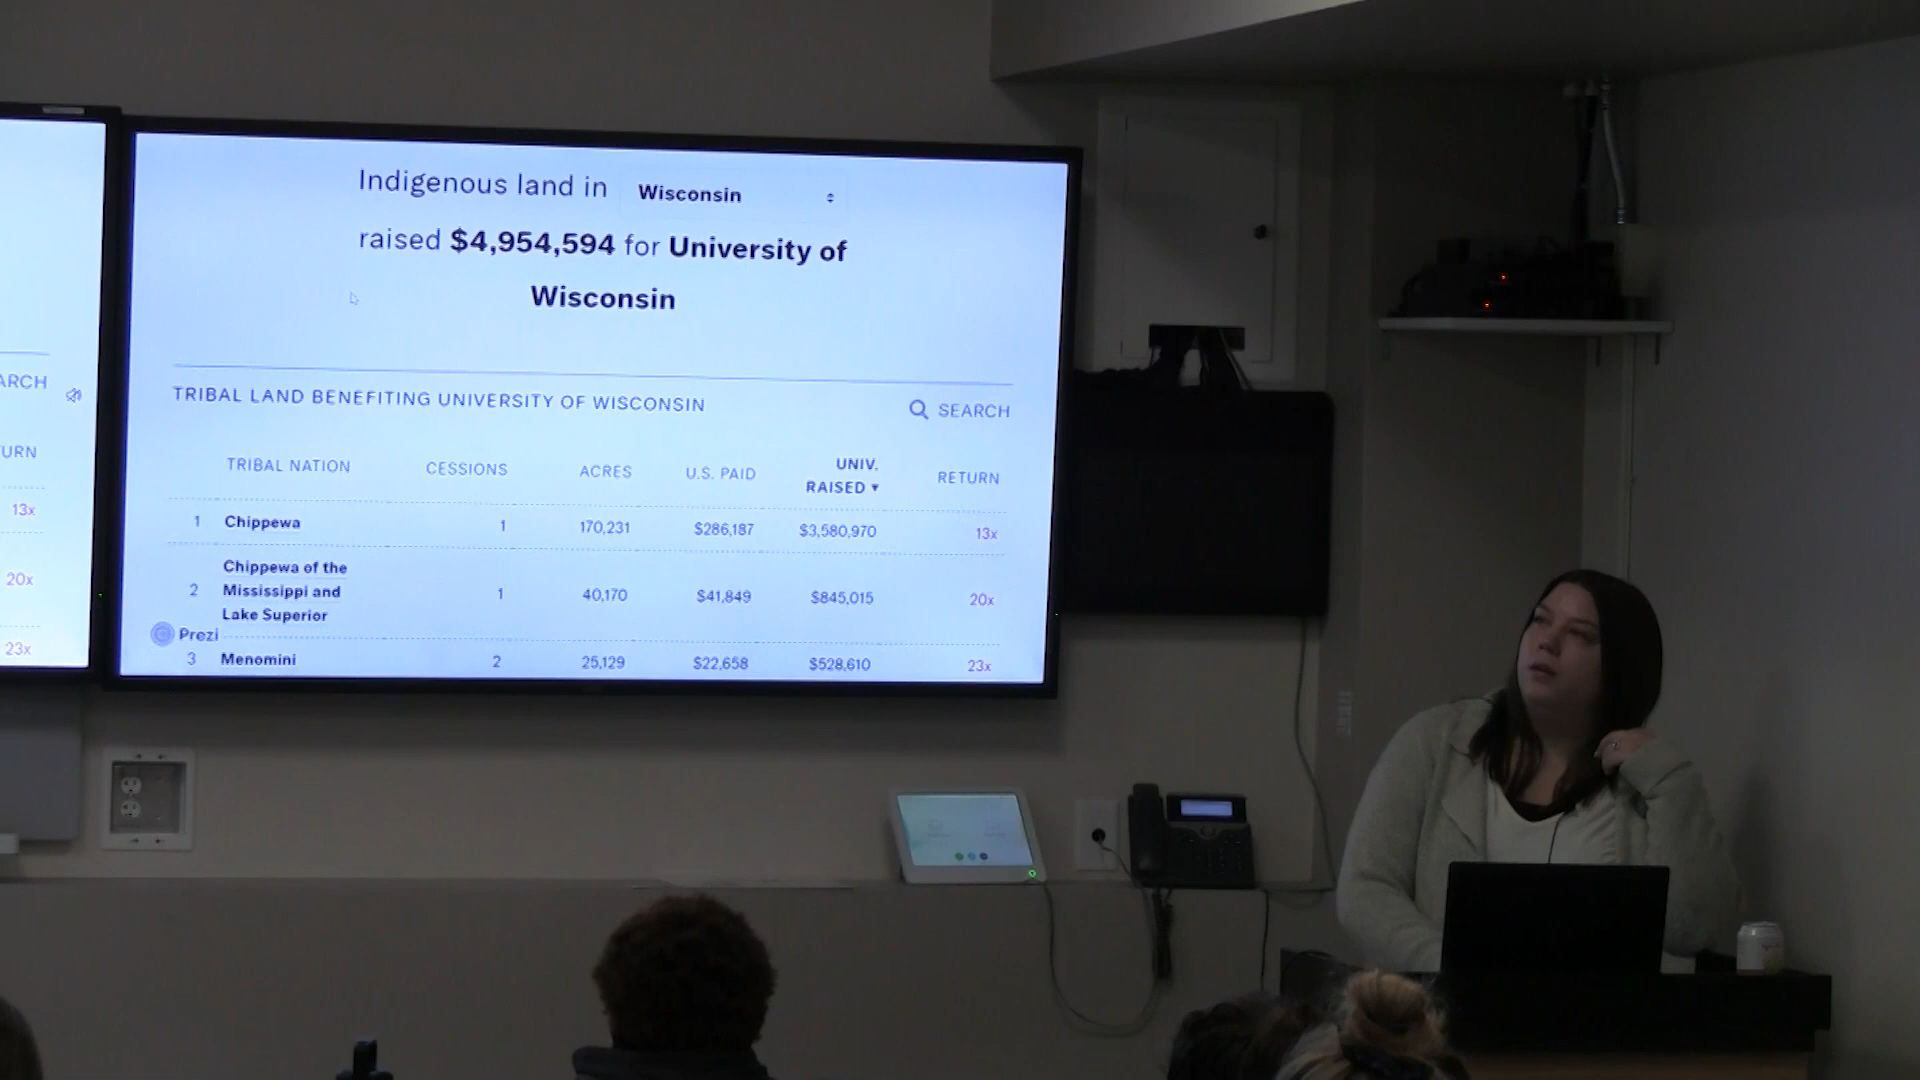 Indigenous land in Wisconsin
raised $4,954,594 for University of
Wisconsin
TRIBAL LAND BENEFITING UNIVERSITY OF WISCONSIN
SEARCH
TRIBAL NATION CESSIONS ACRES U.S. PAID UNIV. RAISED ▼ RETURN
1 Chippewa 1 170,231 $286,187 $3,580,970 13x
2 Chippewa of the Mississippi and Lake Superior 1 40,170 $41,849 $845,015 20x
Prezi
3 Menomini 2 25,129 $22,658 $528,610 23x
ARCH
URN
13x
20x
23x